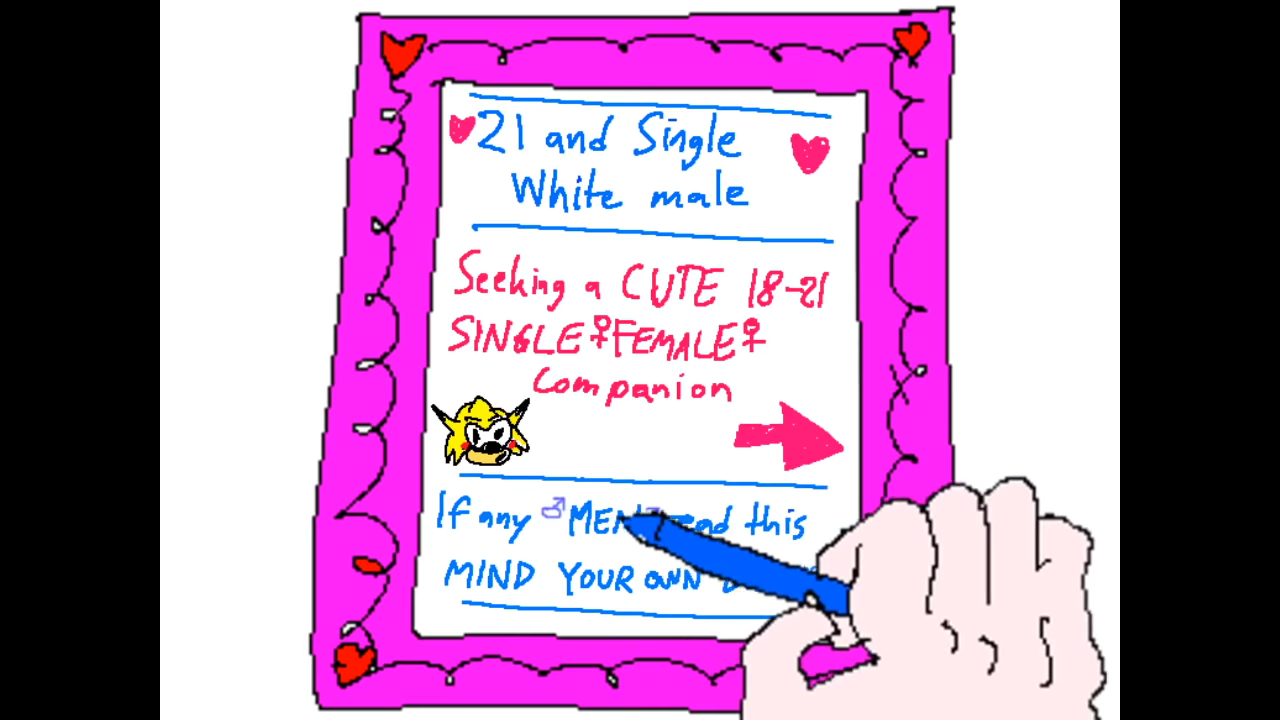 21 and Single
White male
Seeking a CUTE 18-21
SINGLE♀FEMALE♀
companion
If any ♂MEN this
MIND YOUR OWN